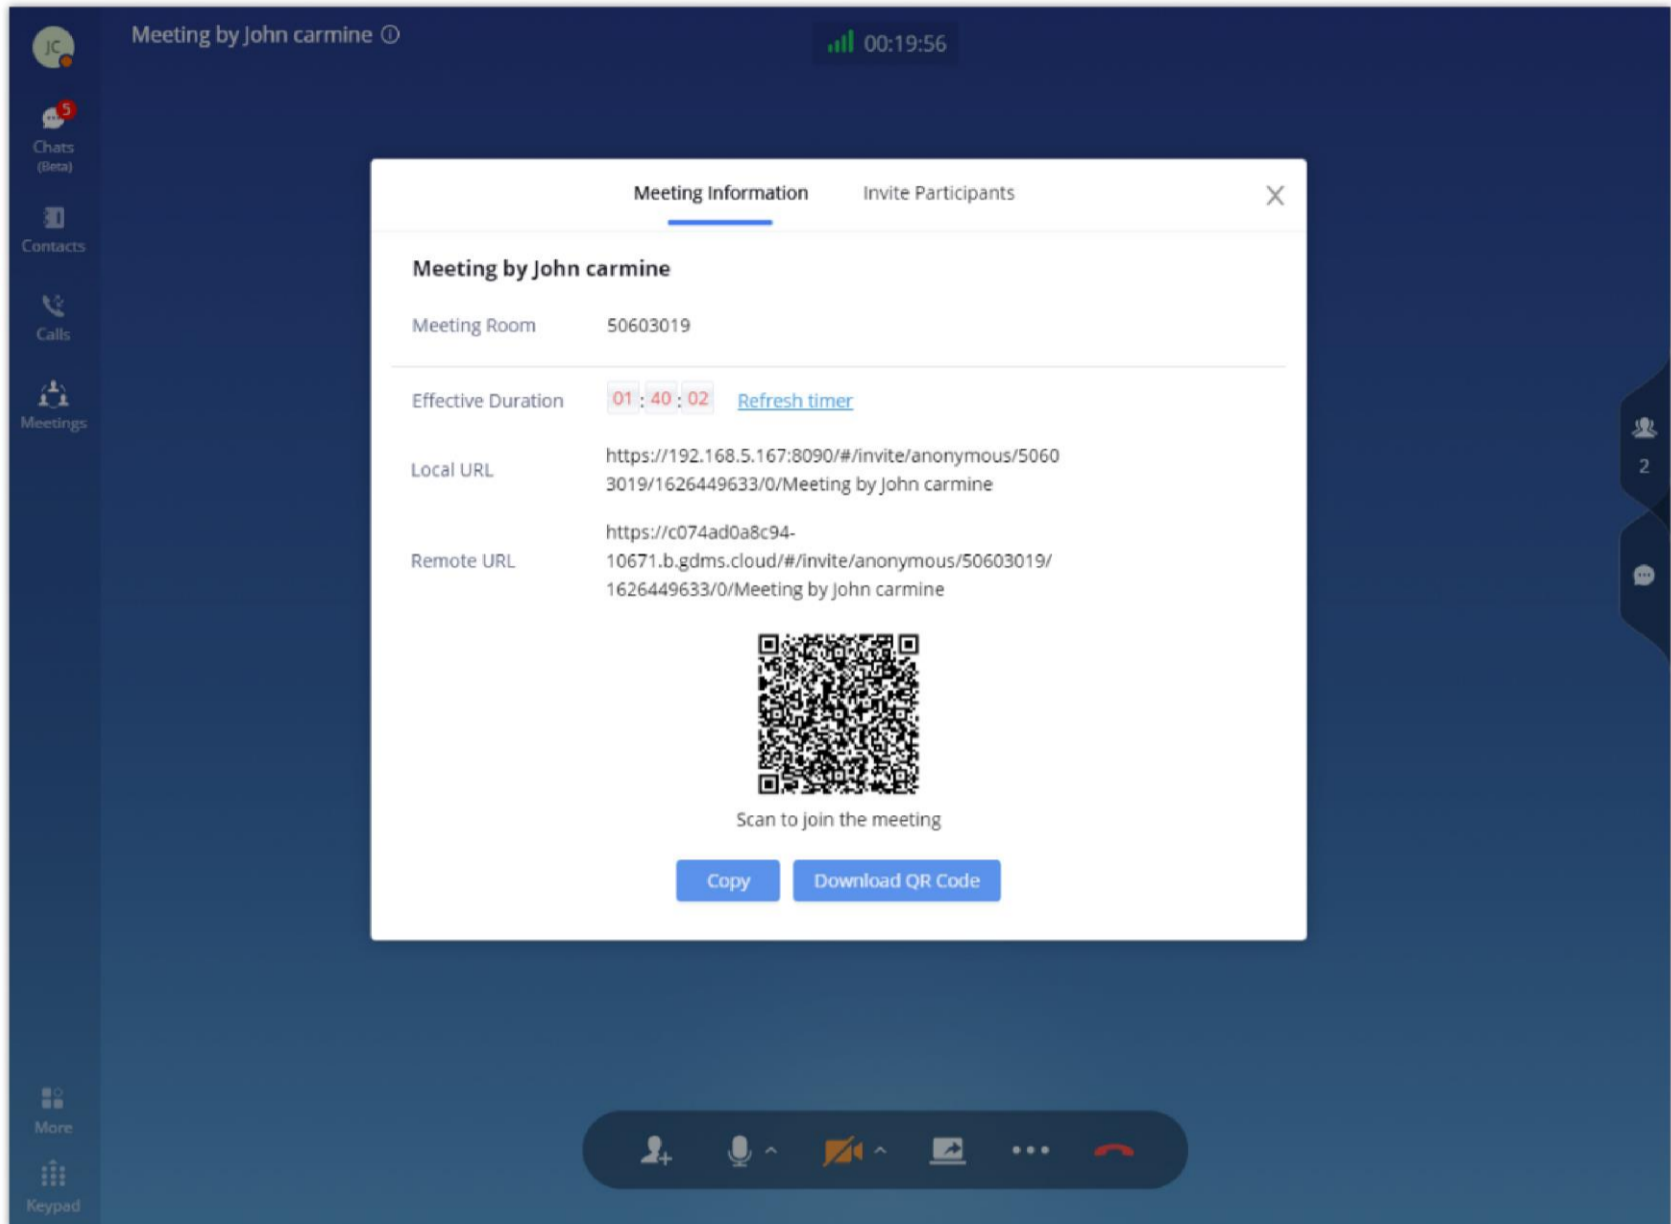 JC
Meeting by John carmine
00:19:56
5
Chats
(Beta)
Contacts
Calls
Meetings
Meeting Information
Invite Participants
Meeting by John carmine
Meeting Room 50603019
Effective Duration 01 : 40 : 02 Refresh timer
Local URL
https://192.168.5.167:8090/#/invite/anonymous/5060
3019/1626449633/0/Meeting by John carmine
Remote URL
https://c074ad0a8c94-
10671.b.gdms.cloud/#/invite/anonymous/50603019/
1626449633/0/Meeting by John carmine
Scan to join the meeting
Copy
Download QR Code
2
More
Keypad